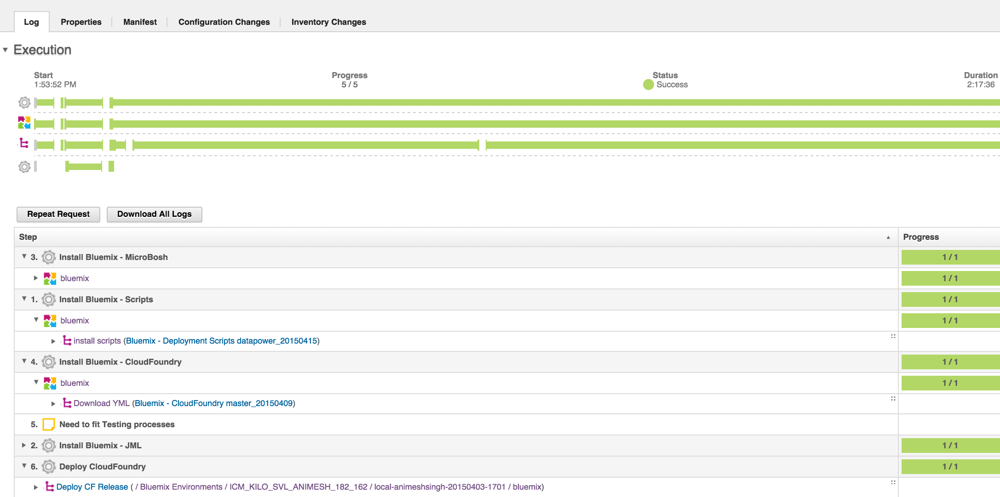 Log Properties Manifest Configuration Changes Inventory Changes
Execution
Start Progress Status Duration
1:53:52 PM 5 / 5 Success 2:17:36
Repeat Request Download All Logs
Step Progress
3. Install Bluemix - MicroBosh 1 / 1
bluemix 1 / 1
1. Install Bluemix - Scripts 1 / 1
bluemix 1 / 1
install scripts (Bluemix - Deployment Scripts datapower_20150415)
4. Install Bluemix - CloudFoundry 1 / 1
bluemix 1 / 1
Download YML (Bluemix - CloudFoundry master_20150409)
5. Need to fit Testing processes
2. Install Bluemix - JML 1 / 1
6. Deploy CloudFoundry 1 / 1
Deploy CF Release ( / Bluemix Environments / ICM_KILO_SVL_ANIMESH_182_162 / local-animeshsingh-20150403-1701 / bluemix)